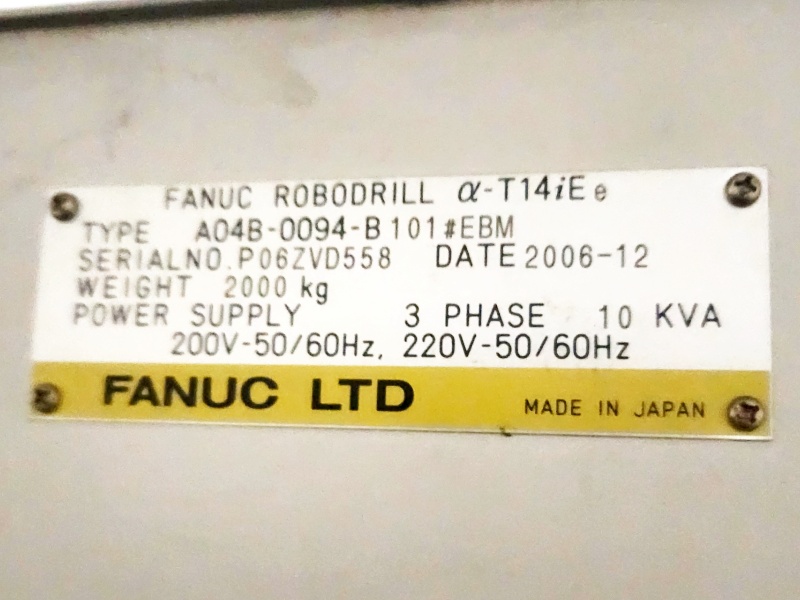 FANUC ROBODRILL α-T14iEe
TYPE A04B-0094-B101#EBM
SERIALNO.P06ZVD558 DATE 2006-12
WEIGHT 2000 kg
POWER SUPPLY 3 PHASE 10 KVA
200V-50/60Hz, 220V-50/60Hz
FANUC LTD MADE IN JAPAN